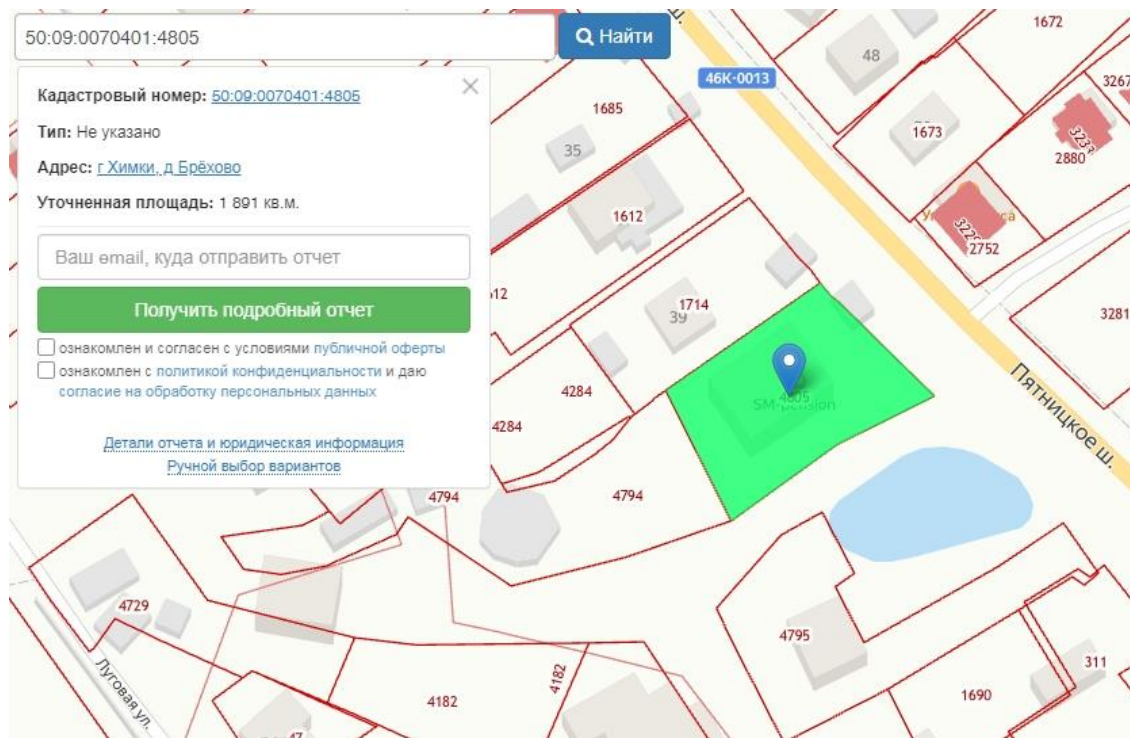 50:09:0070401:4805
Найти
Кадастровый номер: 50:09:0070401:4805
Тип: Не указано
Адрес: г Химки, д Брёхово
Уточненная площадь: 1 891 кв.м.
Ваш email, куда отправить отчет
Получить подробный отчет
ознакомлен и согласен с условиями публичной оферты
ознакомлен с политикой конфиденциальности и даю
согласие на обработку персональных данных
Детали отчета и юридическая информация
Ручной выбор вариантов
ш.
1672
48
46К-0013
3267
1685
1673
3233
2880
35
1612
3229
2752
612
1714
39
3281
4284
4805
SM-pension
Пятницкое ш.
4284
4794
4794
4729
4795
311
Луговая ул.
4182
4182
1690
47